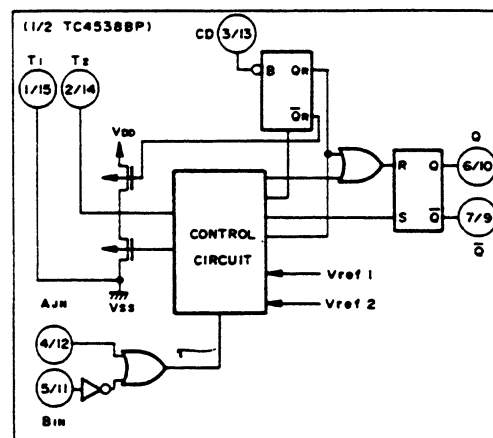 (1/2 TC4538BP)
CD 3/13
T1 T2
1/15 2/14
B QR
Q̅R
VDD
R Q
S Q̅
Q
6/10
7/9
Q̅
CONTROL
CIRCUIT
Vref 1
Vref 2
VSS
AIN
4/12
5/11
BIN